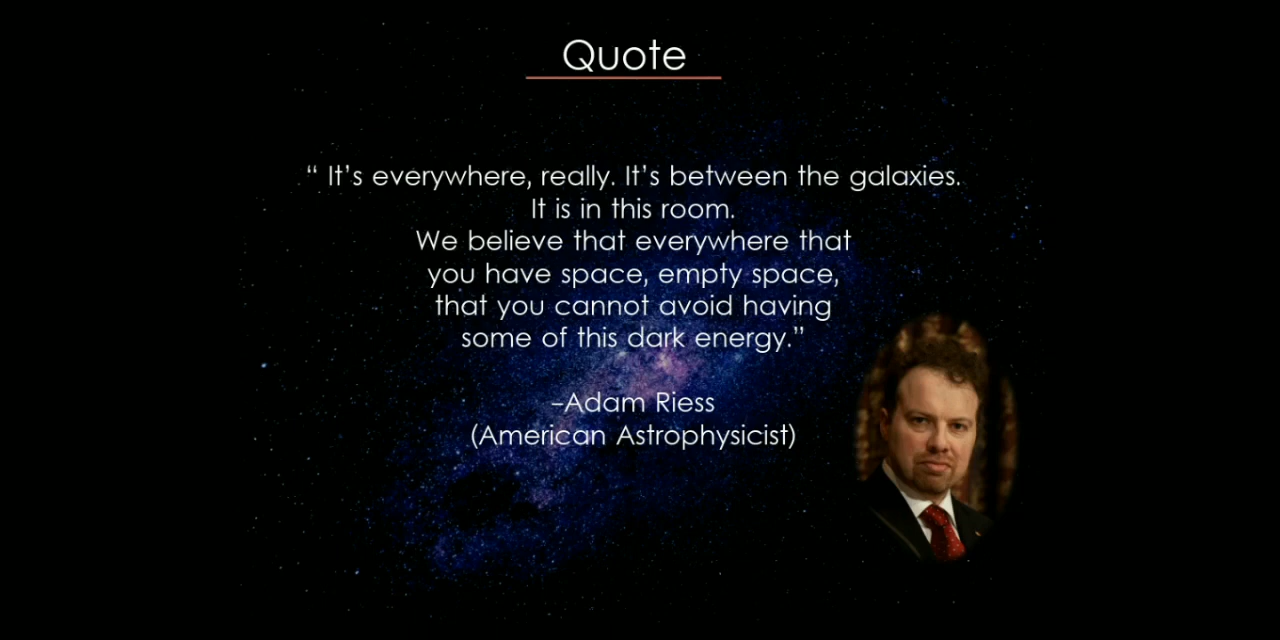 Quote
“ It’s everywhere, really. It’s between the galaxies.
It is in this room.
We believe that everywhere that
you have space, empty space,
that you cannot avoid having
some of this dark energy.”
–Adam Riess
(American Astrophysicist)